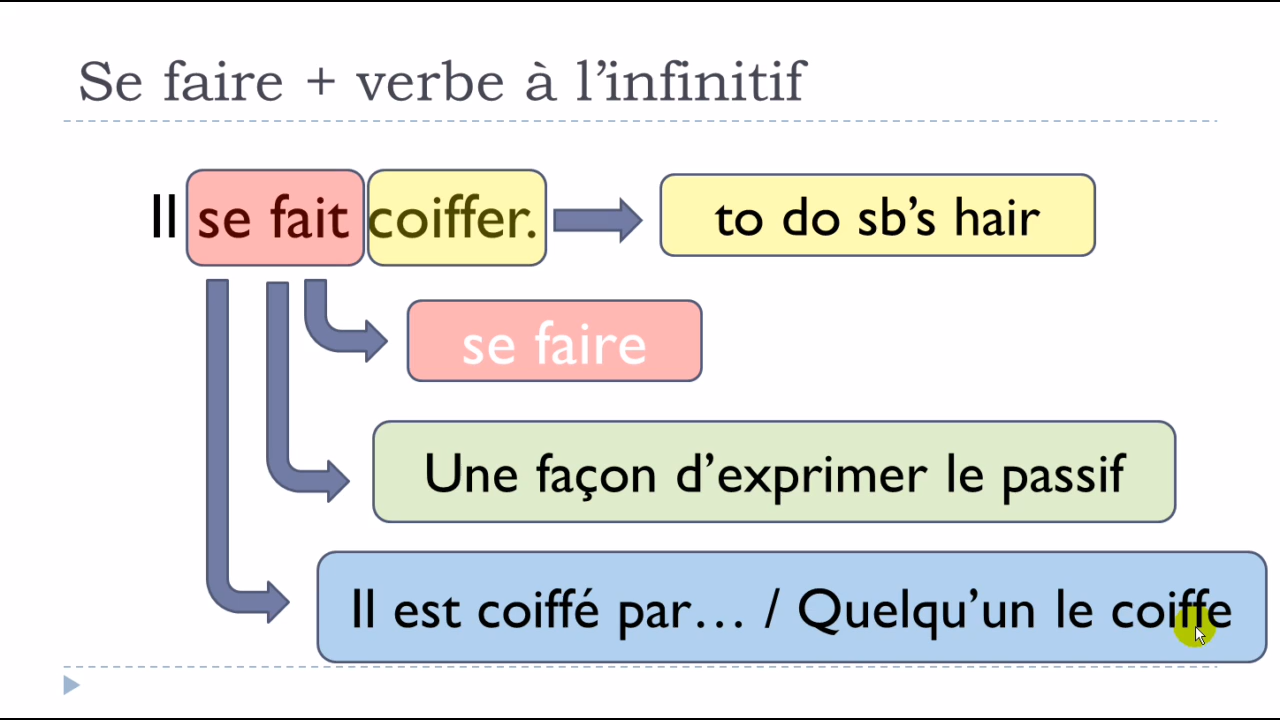 Se faire + verbe à l’infinitif
Il se fait coiffer.
to do sb’s hair
se faire
Une façon d’exprimer le passif
Il est coiffé par… / Quelqu’un le coiffe